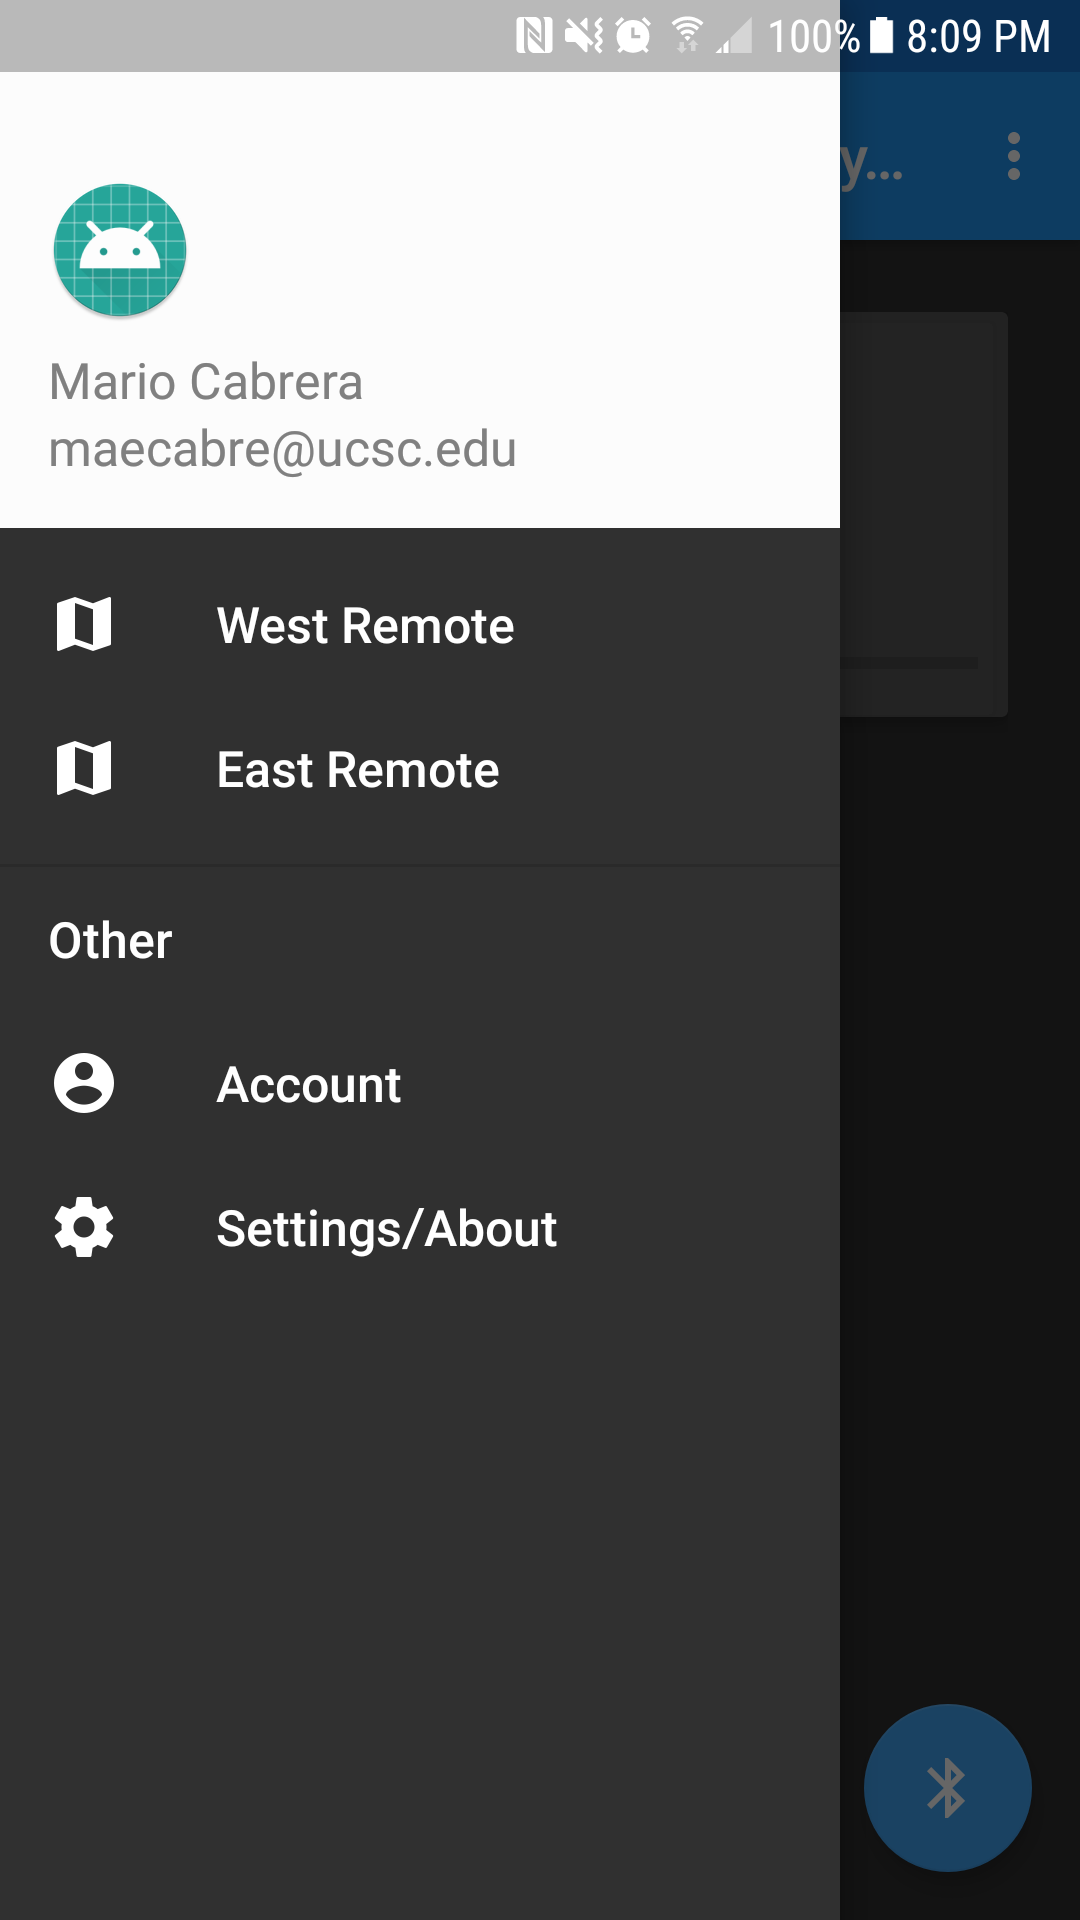 100% 8:09 PM
y...
Mario Cabrera
maecabre@ucsc.edu
West Remote
East Remote
Other
Account
Settings/About